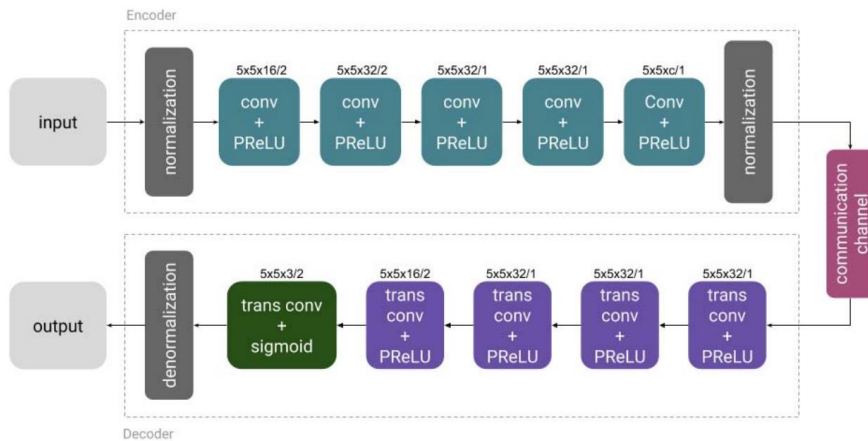 Encoder
5x5x16/2
5x5x32/2
5x5x32/1
5x5x32/1
5x5xc/1
input
normalization
conv
+
PReLU
conv
+
PReLU
conv
+
PReLU
conv
+
PReLU
Conv
+
PReLU
normalization
communication
channel
5x5x3/2
5x5x16/2
5x5x32/1
5x5x32/1
5x5x32/1
output
denormalization
trans conv
+
sigmoid
trans
conv +
PReLU
trans
conv +
PReLU
trans
conv +
PReLU
trans
conv +
PReLU
Decoder